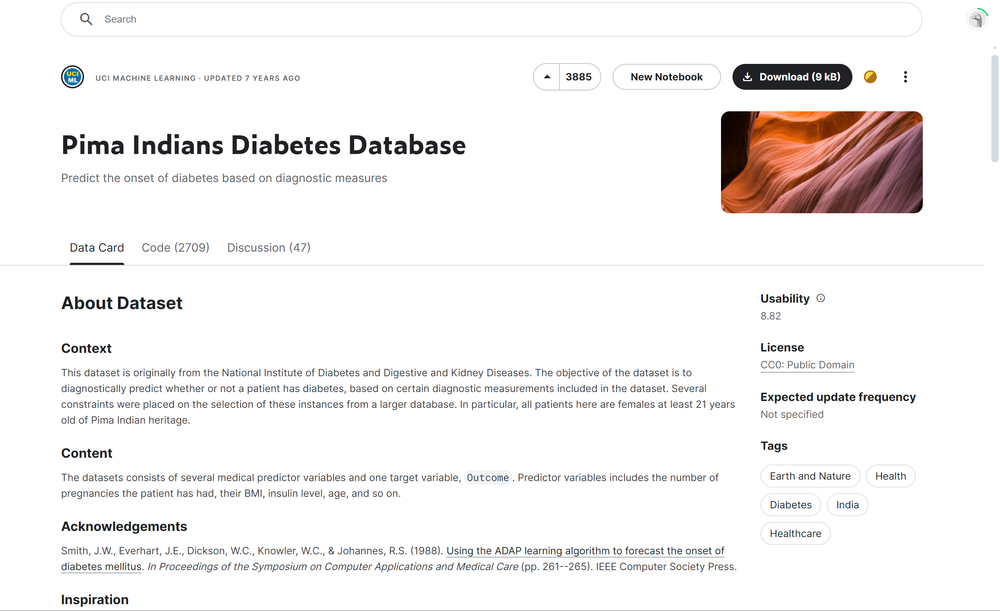 Search
UCI
ML
UCI MACHINE LEARNING · UPDATED 7 YEARS AGO
3885
New Notebook
Download (9 kB)
Pima Indians Diabetes Database
Predict the onset of diabetes based on diagnostic measures
Data Card
Code (2709)
Discussion (47)
About Dataset
Context
This dataset is originally from the National Institute of Diabetes and Digestive and Kidney Diseases. The objective of the dataset is to
diagnostically predict whether or not a patient has diabetes, based on certain diagnostic measurements included in the dataset. Several
constraints were placed on the selection of these instances from a larger database. In particular, all patients here are females at least 21 years
old of Pima Indian heritage.
Content
The datasets consists of several medical predictor variables and one target variable, Outcome. Predictor variables includes the number of
pregnancies the patient has had, their BMI, insulin level, age, and so on.
Acknowledgements
Smith, J.W., Everhart, J.E., Dickson, W.C., Knowler, W.C., & Johannes, R.S. (1988). Using the ADAP learning algorithm to forecast the onset of
diabetes mellitus. In Proceedings of the Symposium on Computer Applications and Medical Care (pp. 261--265). IEEE Computer Society Press.
Inspiration
Usability
8.82
License
CC0: Public Domain
Expected update frequency
Not specified
Tags
Earth and Nature
Health
Diabetes
India
Healthcare